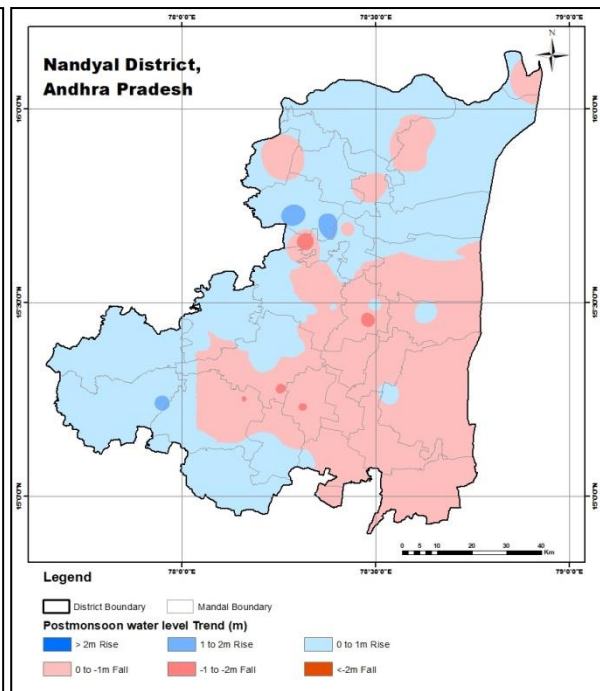 78°0'0"E 78°30'0"E 79°0'0"E
Nandyal District,
Andhra Pradesh
N
16°0'0"N 16°0'0"N
15°30'0"N 15°30'0"N
15°0'0"N 15°0'0"N
0 5 10 20 30 40
Km
78°0'0"E 78°30'0"E 79°0'0"E
Legend
District Boundary Mandal Boundary
Postmonsoon water level Trend (m)
> 2m Rise 1 to 2m Rise 0 to 1m Rise
0 to -1m Fall -1 to -2m Fall <-2m Fall